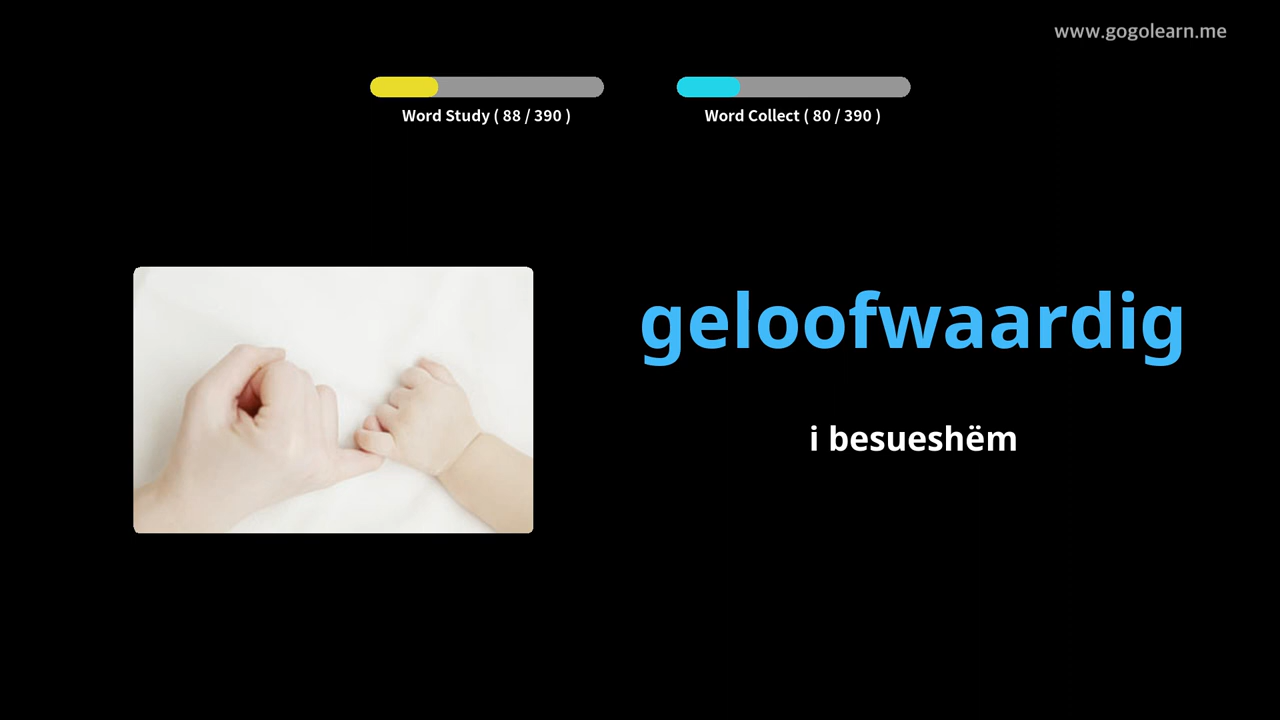 www.gogolearn.me
Word Study ( 88 / 390 )
Word Collect ( 80 / 390 )
geloofwaardig
i besueshëm